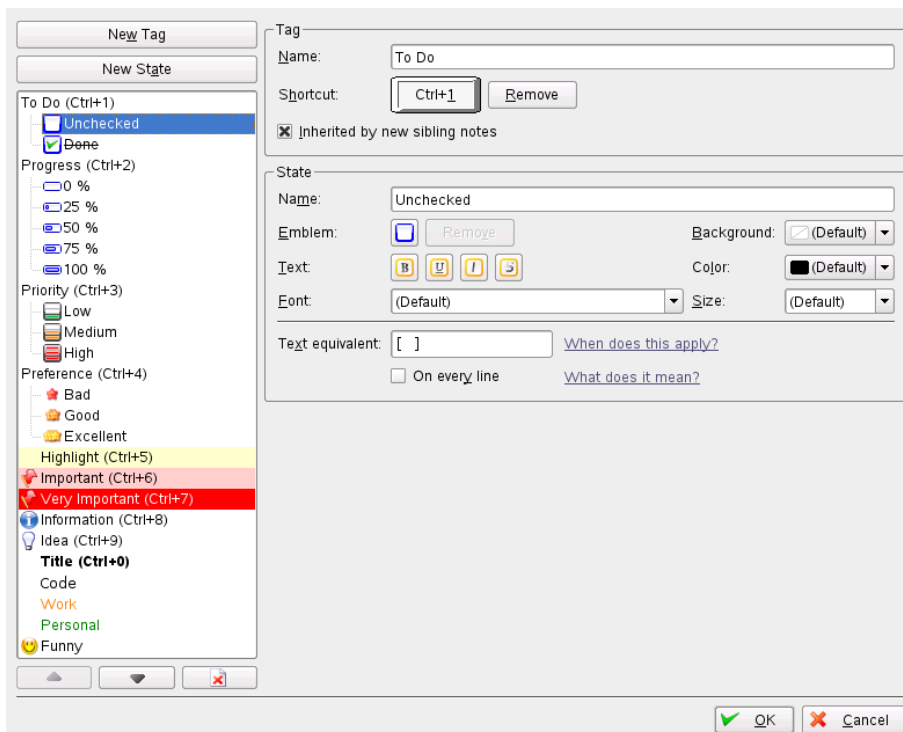 New Tag
New State
To Do (Ctrl+1)
Unchecked
Done
Progress (Ctrl+2)
0 %
25 %
50 %
75 %
100 %
Priority (Ctrl+3)
Low
Medium
High
Preference (Ctrl+4)
Bad
Good
Excellent
Highlight (Ctrl+5)
Important (Ctrl+6)
Very Important (Ctrl+7)
Information (Ctrl+8)
Idea (Ctrl+9)
Title (Ctrl+0)
Code
Work
Personal
Funny
Tag
Name: To Do
Shortcut: Ctrl+1 Remove
Inherited by new sibling notes
State
Name: Unchecked
Emblem: Remove Background: (Default)
Text: B U I S Color: (Default)
Font: (Default) Size: (Default)
Text equivalent: [ ] When does this apply?
On every line What does it mean?
OK Cancel